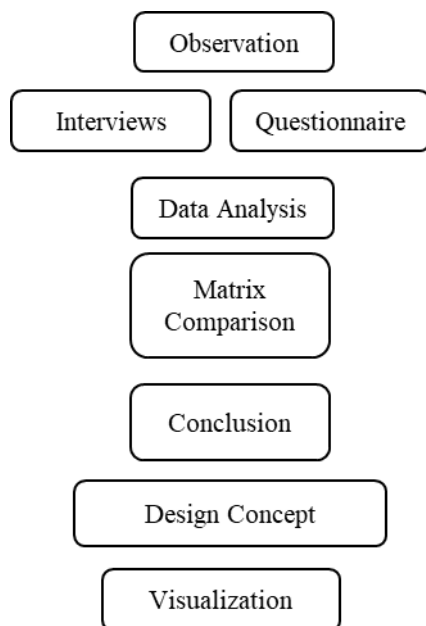 Observation
Interviews
Questionnaire
Data Analysis
Matrix
Comparison
Conclusion
Design Concept
Visualization